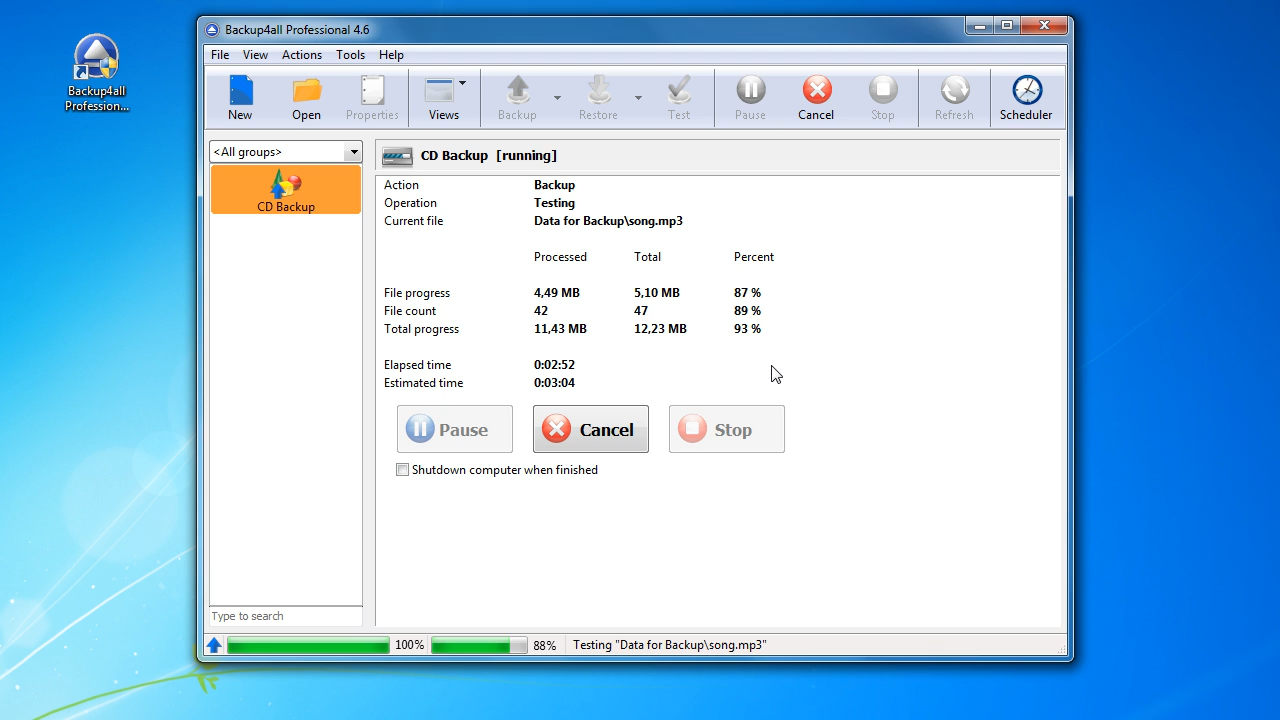 Backup4all
Profession...
Backup4all Professional 4.6
File View Actions Tools Help
New Open Properties Views Backup Restore Test Pause Cancel Stop Refresh Scheduler
<All groups>
CD Backup
Type to search
CD Backup [running]
Action Backup
Operation Testing
Current file Data for Backup\song.mp3
Processed Total Percent
File progress 4,49 MB 5,10 MB 87 %
File count 42 47 89 %
Total progress 11,43 MB 12,23 MB 93 %
Elapsed time 0:02:52
Estimated time 0:03:04
Pause Cancel Stop
Shutdown computer when finished
100% 88% Testing "Data for Backup\song.mp3"